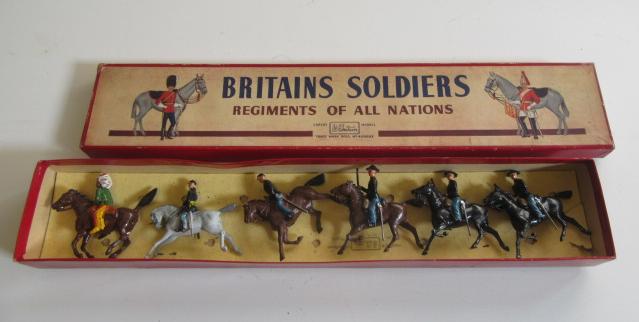 BRITAINS SOLDIERS
REGIMENTS OF ALL NATIONS